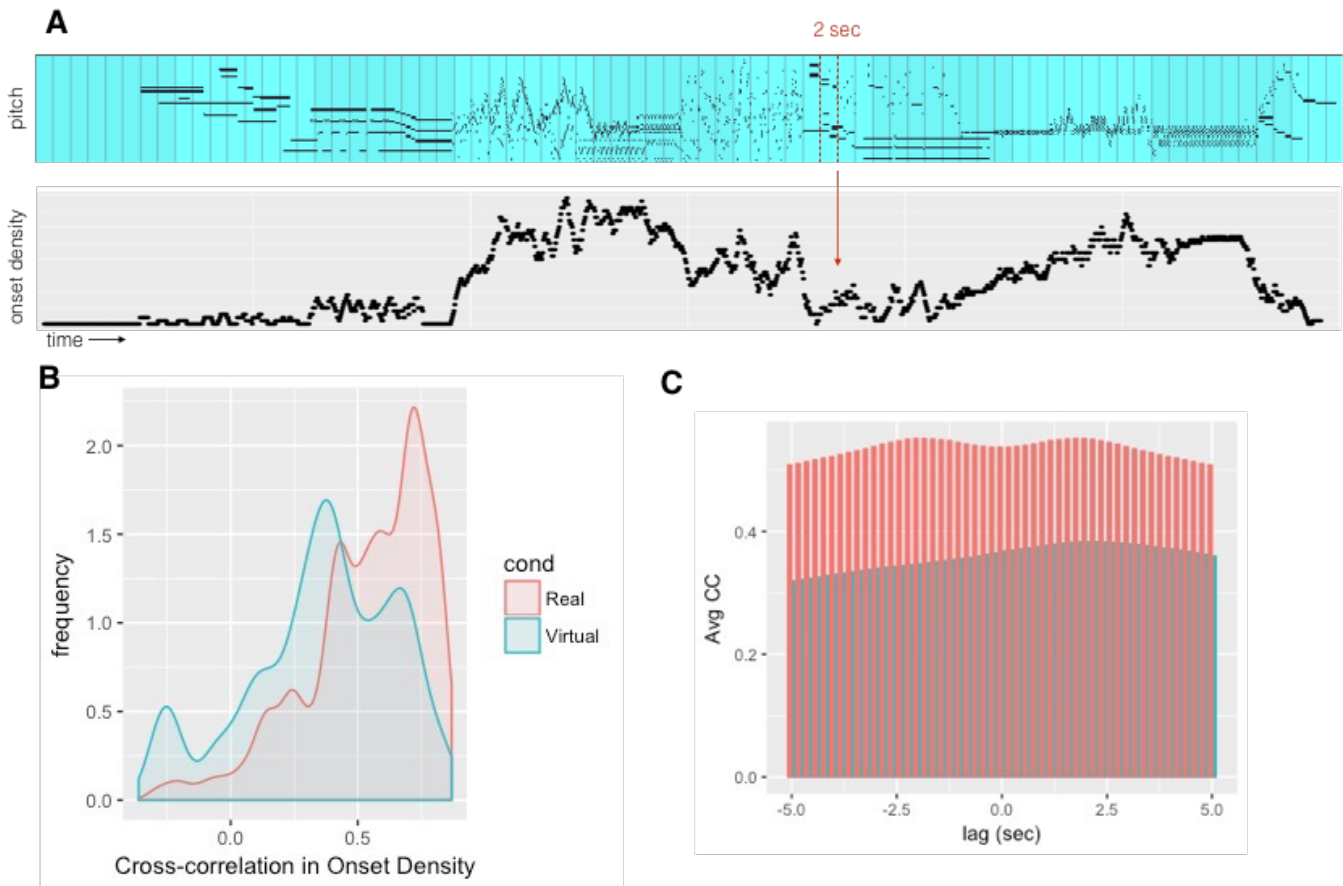 A
2 sec
pitch
onset density
time
B
2.0
1.5
1.0
0.5
0.0
frequency
0.0
0.5
Cross-correlation in Onset Density
cond
Real
Virtual
C
0.4
0.2
0.0
Avg CC
-5.0
-2.5
0.0
2.5
5.0
lag (sec)